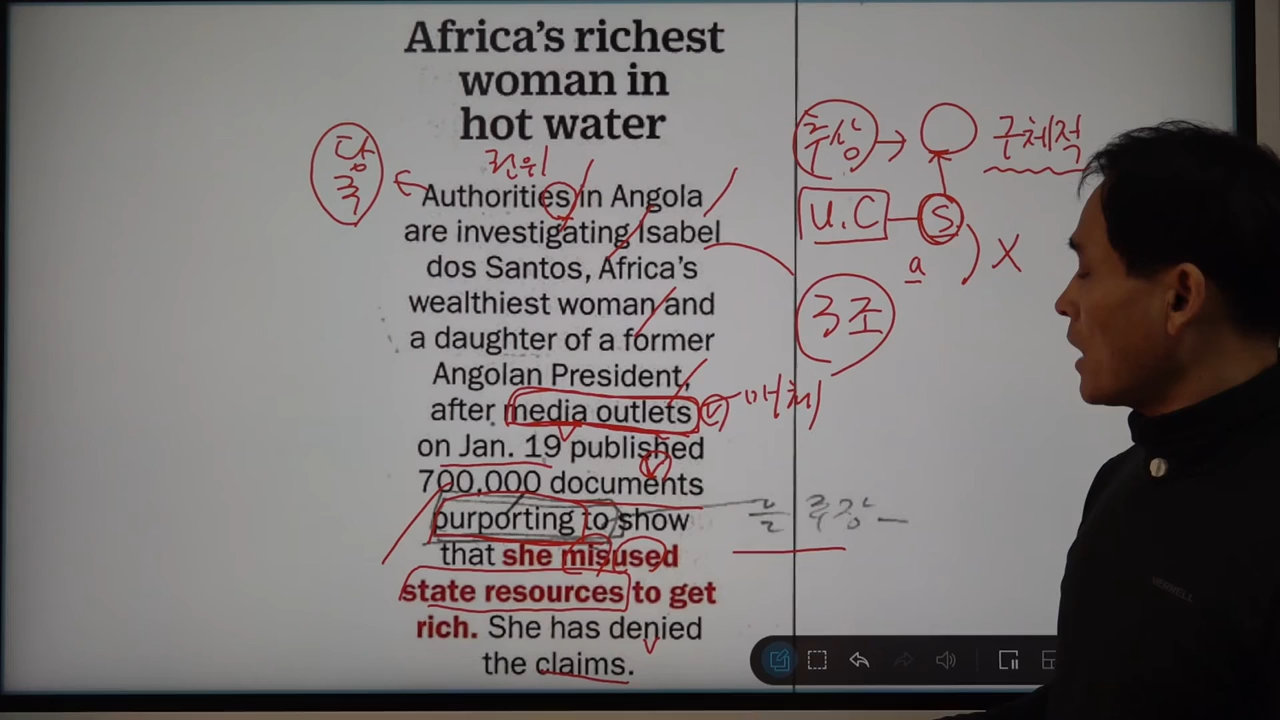 Africa's richest
woman in
hot water
권위
당국
Authorities in Angola
are investigating Isabel
dos Santos, Africa's
wealthiest woman and
a daughter of a former
Angolan President,
after media outlets
on Jan. 19 published
700,000 documents
purporting to show
that she misused
state resources to get
rich. She has denied
the claims.
추상
구체적
U.C
S
a
X
매체
MERRELL